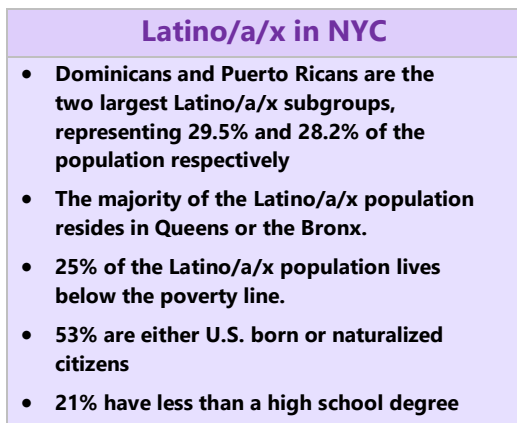 Latino/a/x in NYC
• Dominicans and Puerto Ricans are the
two largest Latino/a/x subgroups,
representing 29.5% and 28.2% of the
population respectively
• The majority of the Latino/a/x population
resides in Queens or the Bronx.
• 25% of the Latino/a/x population lives
below the poverty line.
• 53% are either U.S. born or naturalized
citizens
• 21% have less than a high school degree